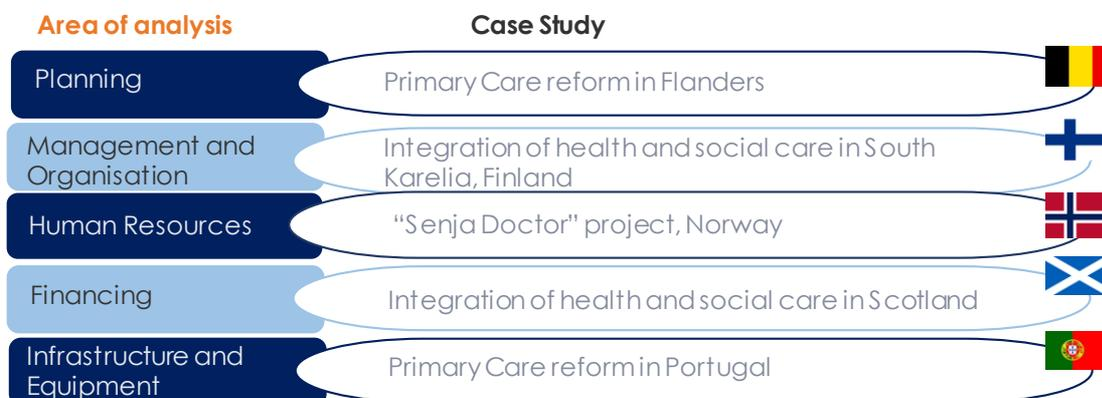 Area of analysis
Case Study
Planning
Primary Care reform in Flanders
Management and
Organisation
Integration of health and social care in South
Karelia, Finland
Human Resources
“Senja Doctor” project, Norway
Financing
Integration of health and social care in Scotland
Infrastructure and
Equipment
Primary Care reform in Portugal